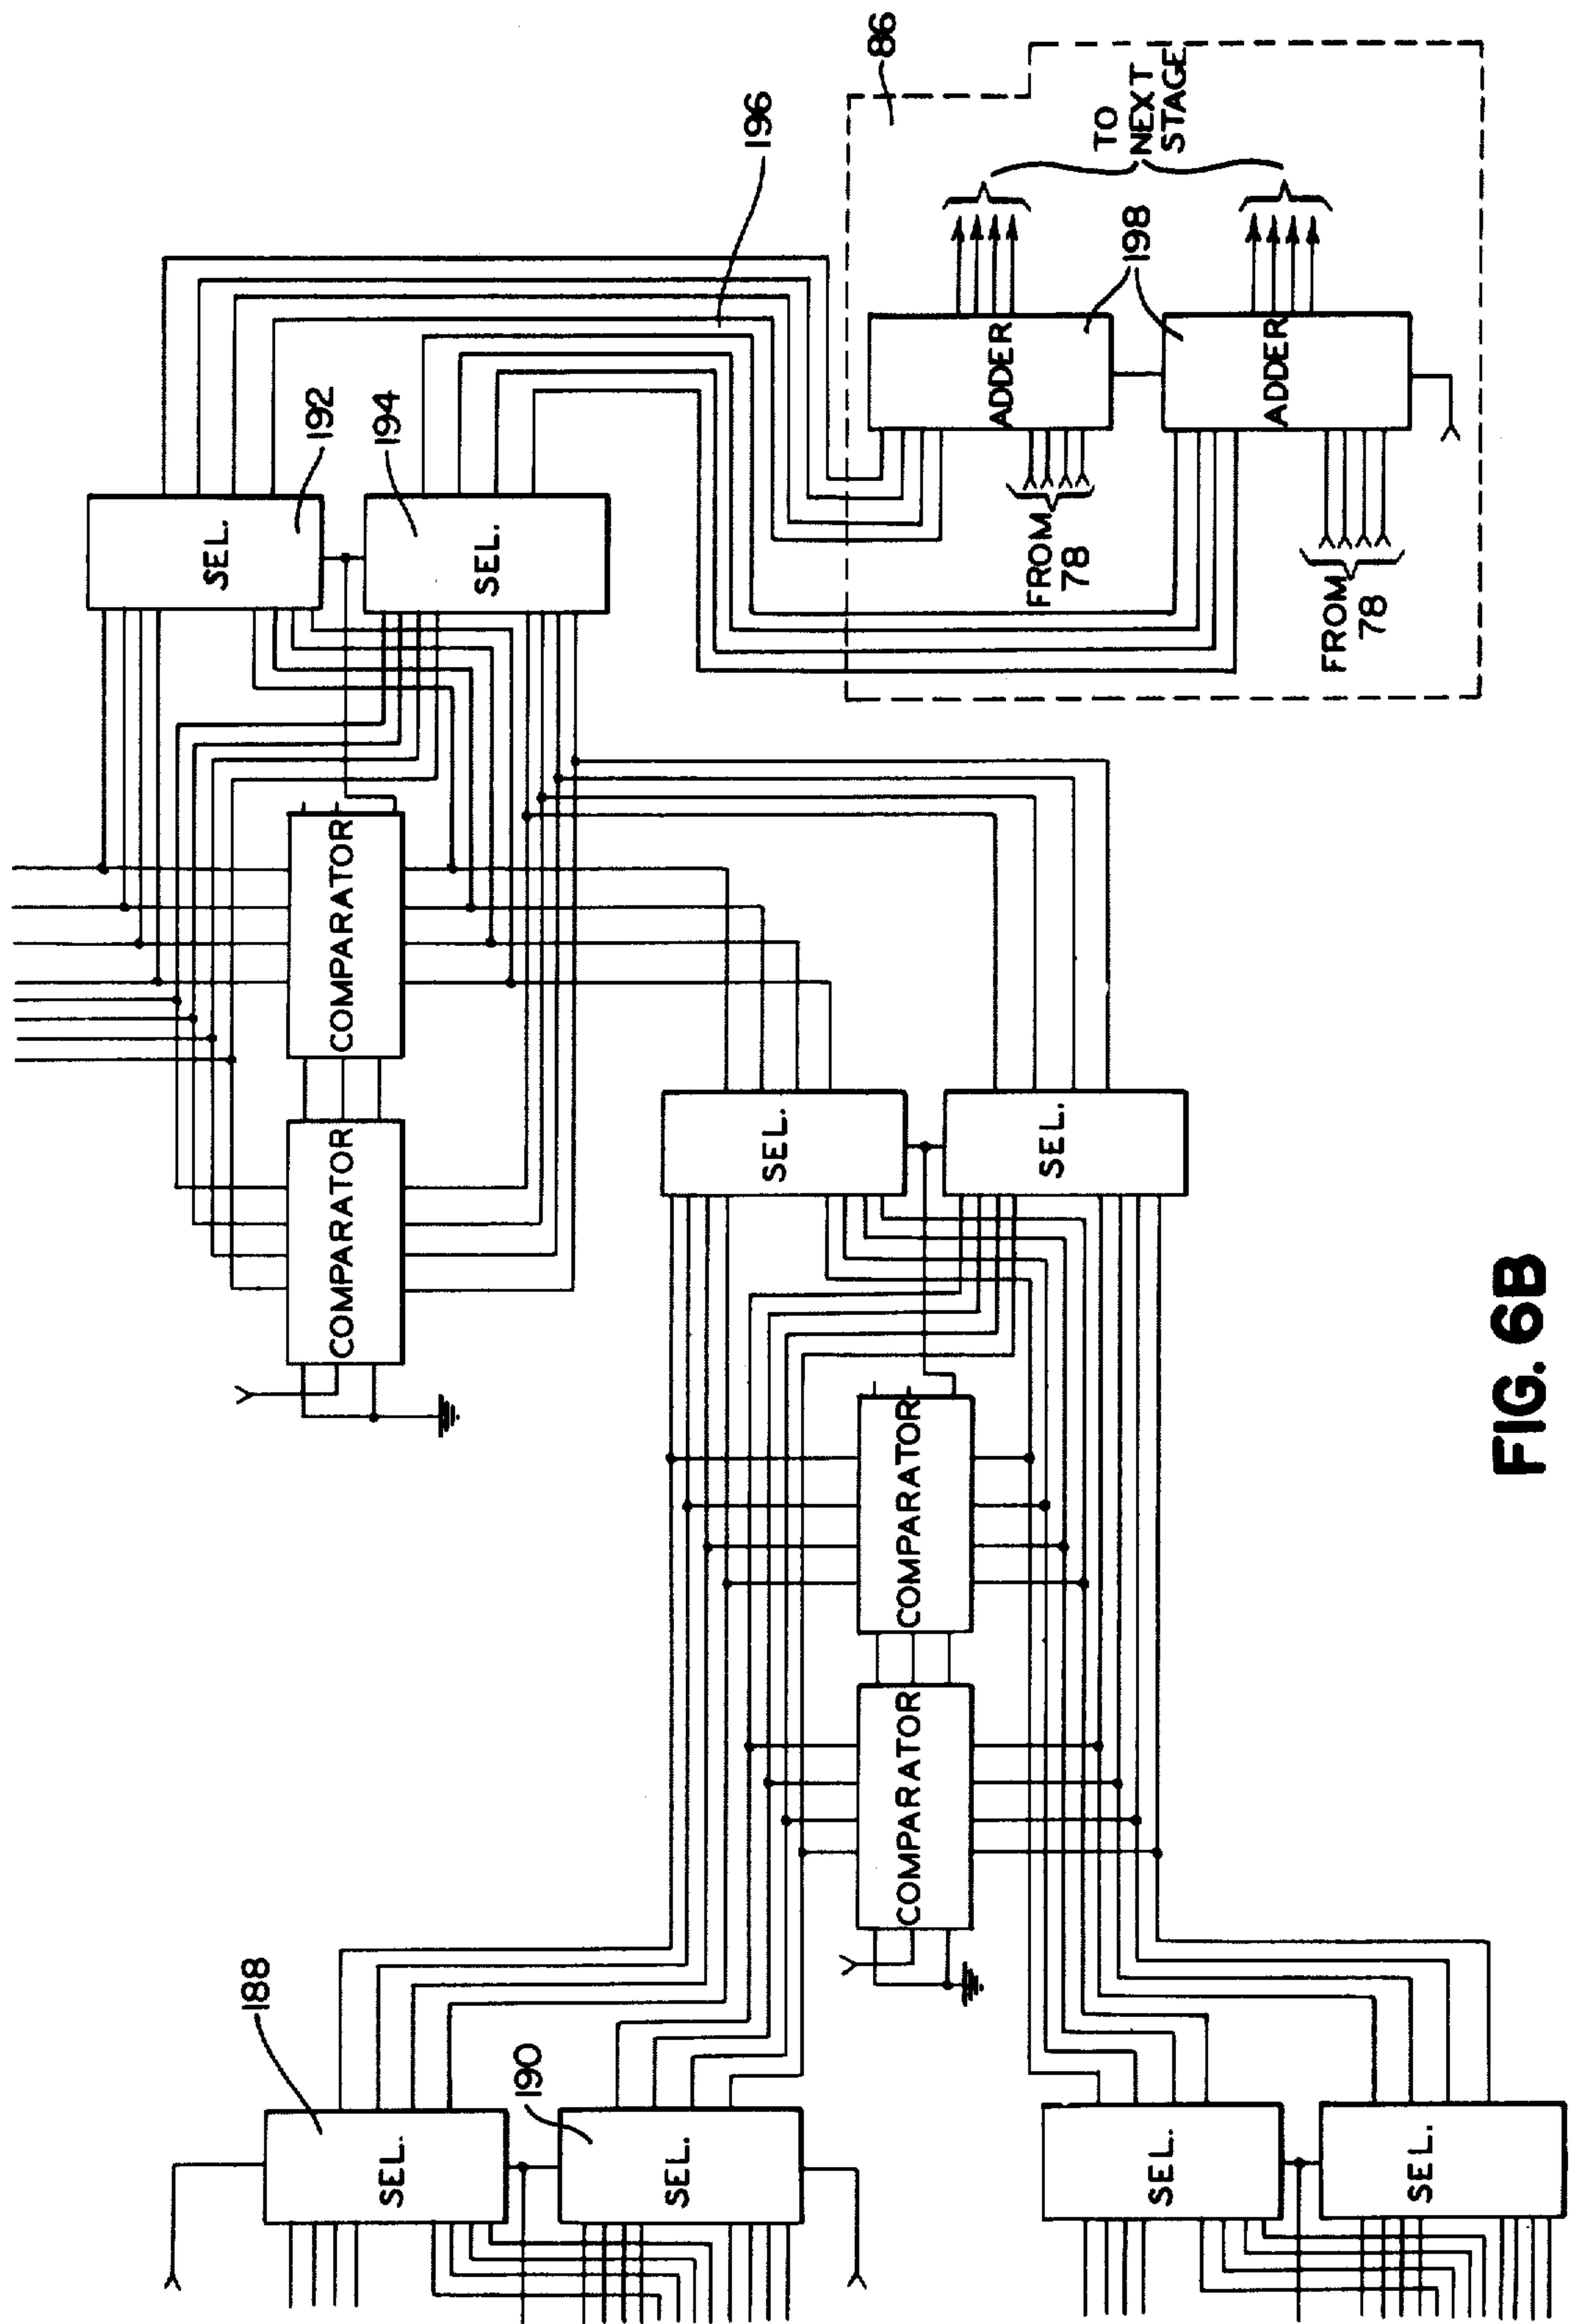 86
TO
NEXT
STAGE
196
198
ADDER
ADDER
FROM
78
FROM
78
192
194
SEL.
SEL.
COMPARATOR
COMPARATOR
SEL.
SEL.
COMPARATOR
COMPARATOR
188
190
SEL.
SEL.
SEL.
SEL.
FIG. 6B